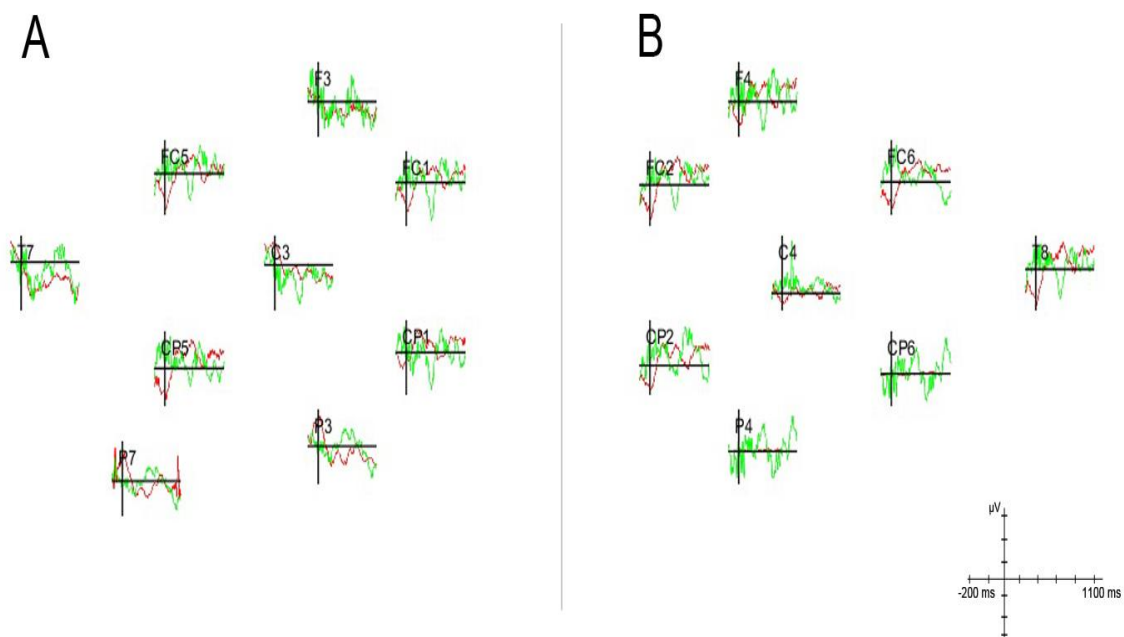 A
B
F3
F4
FC5
FC1
FC2
FC6
T7
C3
C4
T8
CP5
CP1
CP2
CP6
P3
P4
P7
µV
-200 ms
1100 ms